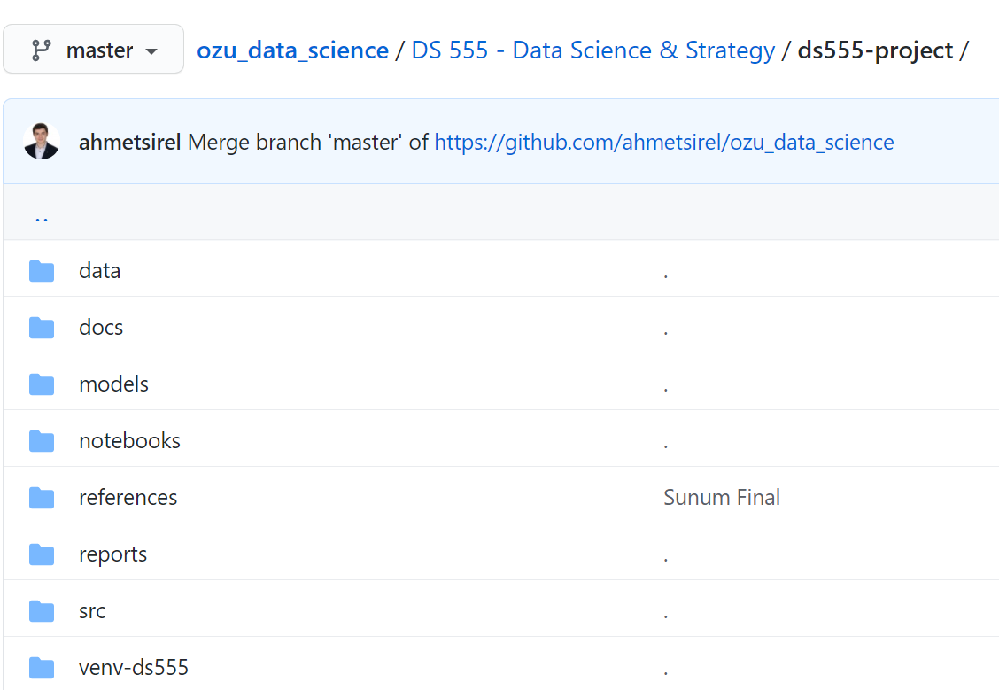 master ozu_data_science / DS 555 - Data Science & Strategy / ds555-project /
ahmetsirel Merge branch 'master' of https://github.com/ahmetsirel/ozu_data_science
..
data .
docs .
models .
notebooks .
references Sunum Final
reports .
src .
venv-ds555 .